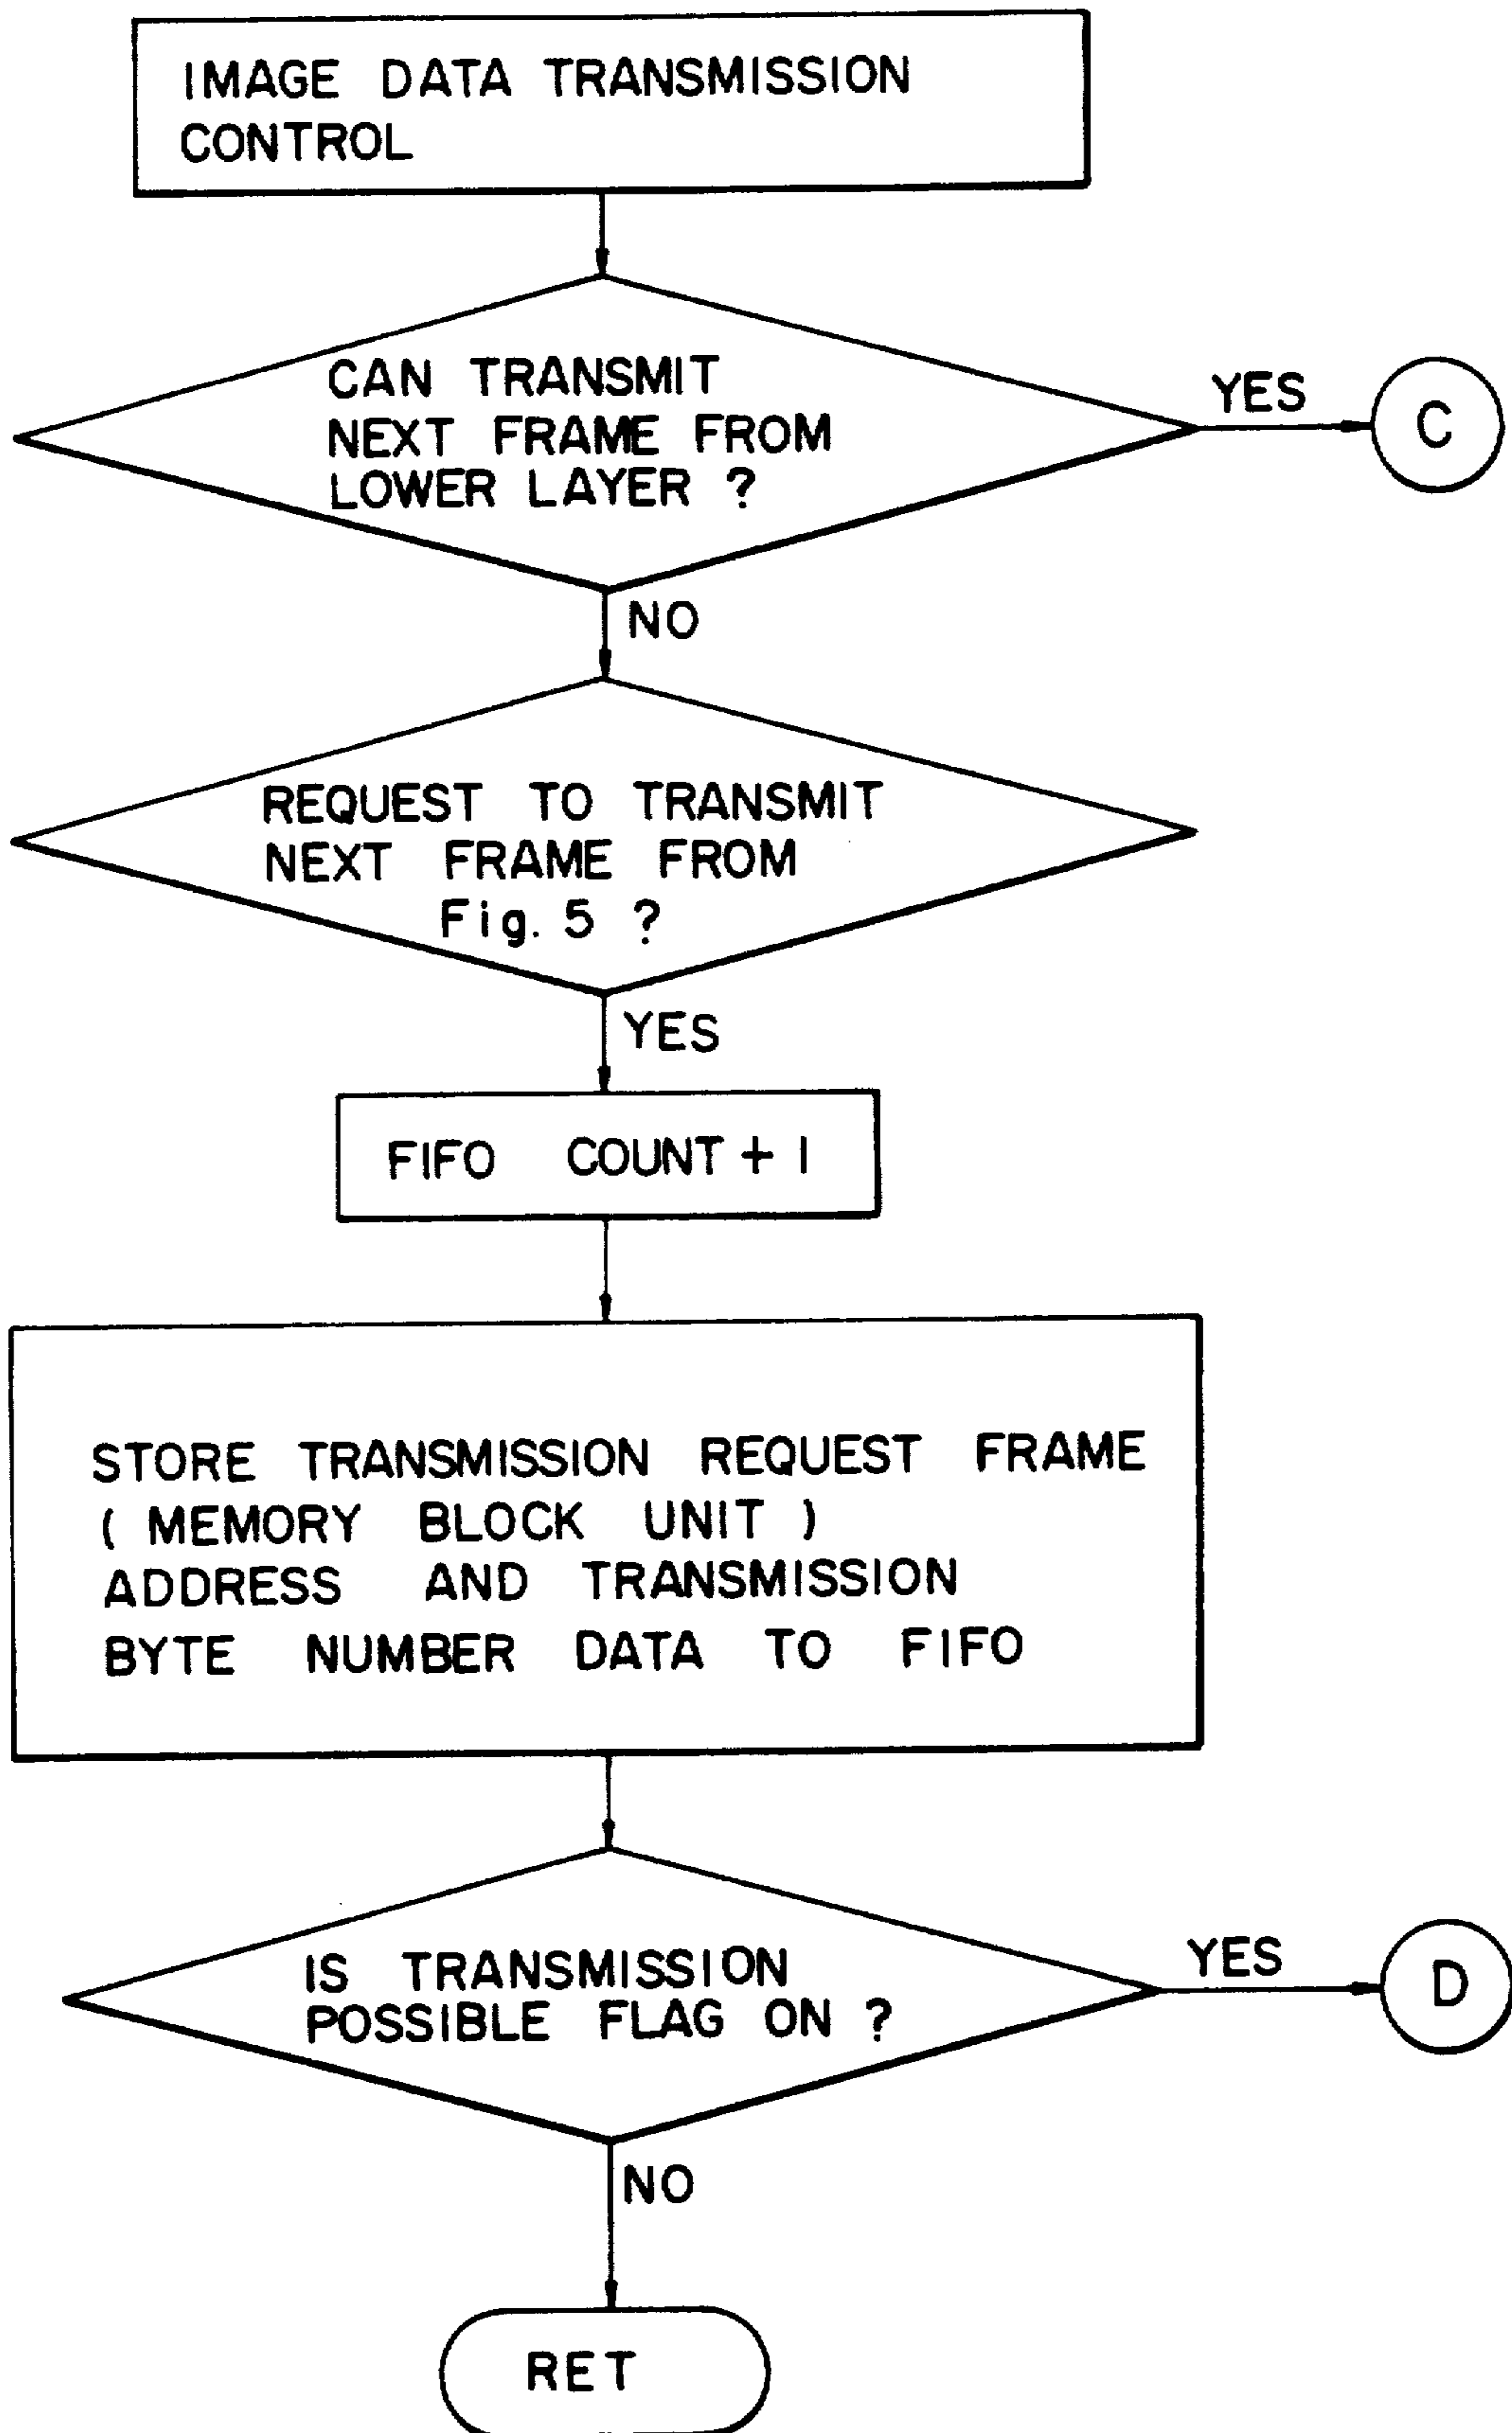 IMAGE DATA TRANSMISSION
CONTROL
CAN TRANSMIT
NEXT FRAME FROM
LOWER LAYER ?
YES
C
NO
REQUEST TO TRANSMIT
NEXT FRAME FROM
Fig. 5 ?
YES
FIFO COUNT + 1
STORE TRANSMISSION REQUEST FRAME
( MEMORY BLOCK UNIT )
ADDRESS AND TRANSMISSION
BYTE NUMBER DATA TO FIFO
IS TRANSMISSION
POSSIBLE FLAG ON ?
YES
D
NO
RET